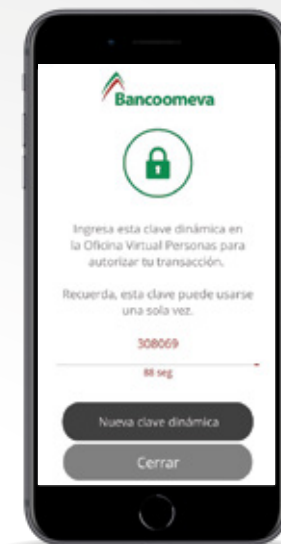 Bancoomeva
Ingresa esta clave dinámica en
la Oficina Virtual Personas para
autorizar tu transacción.
Recuerda, esta clave puede usarse
una sola vez.
308069
88 seg
Nueva clave dinámica
Cerrar